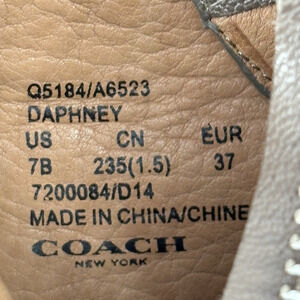 Q5184/A6523
DAPHNEY
US CN EUR
7B 235(1.5) 37
7200084/D14
MADE IN CHINA/CHINE
COACH
NEW YORK